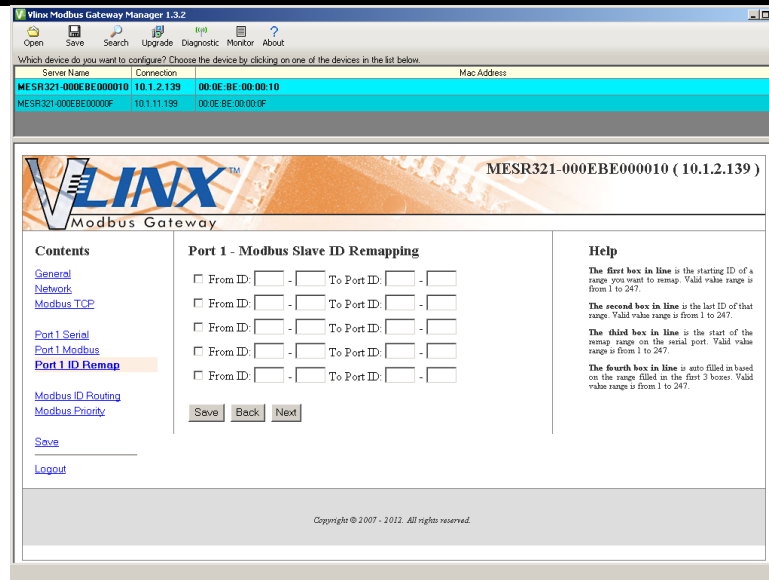 Vlinx Modbus Gateway Manager 1.3.2
Open Save Search Upgrade Diagnostic Monitor About
Which device do you want to configure? Choose the device by clicking on one of the devices in the list below.
Server Name Connection Mac Address
MESR321-000EBE000010 10.1.2.139 00:0E:BE:00:00:10
MESR321-000EBE00000F 10.1.11.199 00:0E:BE:00:00:0F
VLINX TM
Modbus Gateway
MESR321-000EBE000010 ( 10.1.2.139 )
Contents
General
Network
Modbus TCP
Port 1 Serial
Port 1 Modbus
Port 1 ID Remap
Modbus ID Routing
Modbus Priority
Save
Logout
Port 1 - Modbus Slave ID Remapping
From ID: - To Port ID: -
From ID: - To Port ID: -
From ID: - To Port ID: -
From ID: - To Port ID: -
From ID: - To Port ID: -
Save Back Next
Help
The first box in line is the starting ID of a
range you want to remap. Valid value range is
from 1 to 247.
The second box in line is the last ID of that
range. Valid value range is from 1 to 247.
The third box in line is the start of the
remap range on the serial port. Valid value
range is from 1 to 247.
The fourth box in line is auto filled in based
on the range filled in the first 3 boxes. Valid
value range is from 1 to 247.
Copyright © 2007 - 2012. All rights reserved.